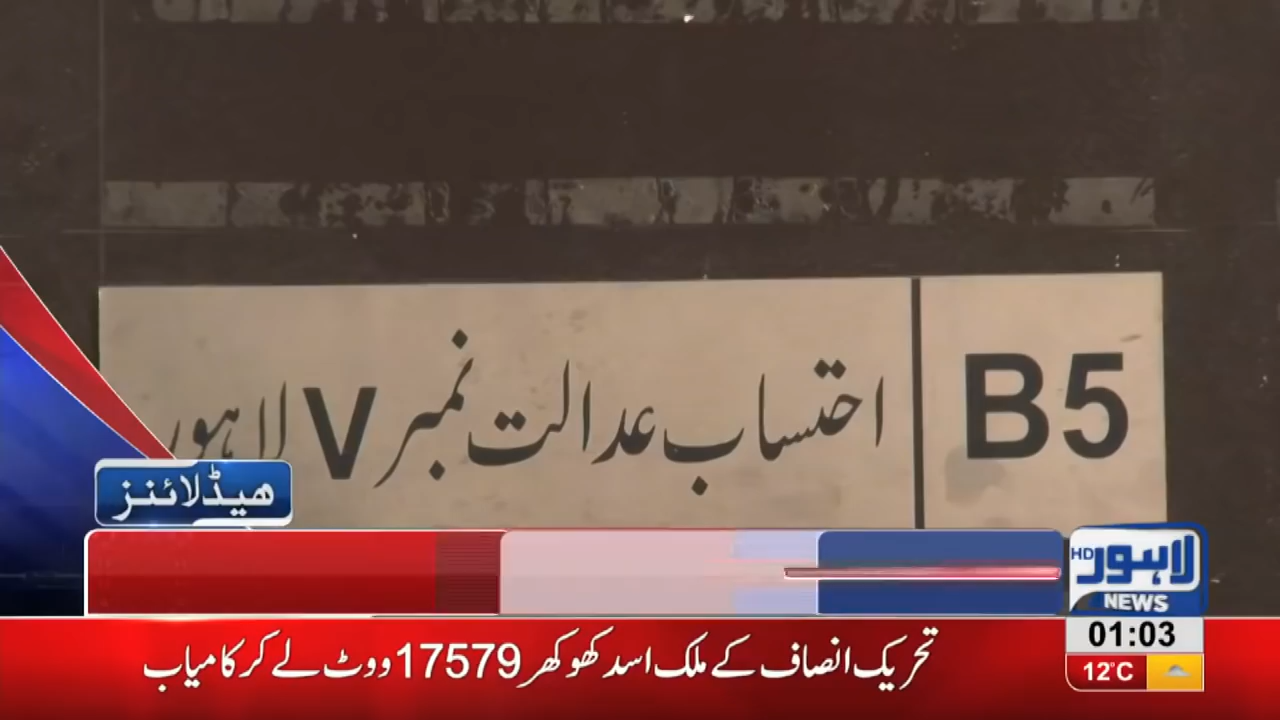 احتساب عدالت نمبر V لاہور
B5
ہیڈلائنز
HD لاہور
NEWS
01:03
تحریک انصاف کے ملک اسد کھوکھر 17579 ووٹ لے کر کامیاب
12°C